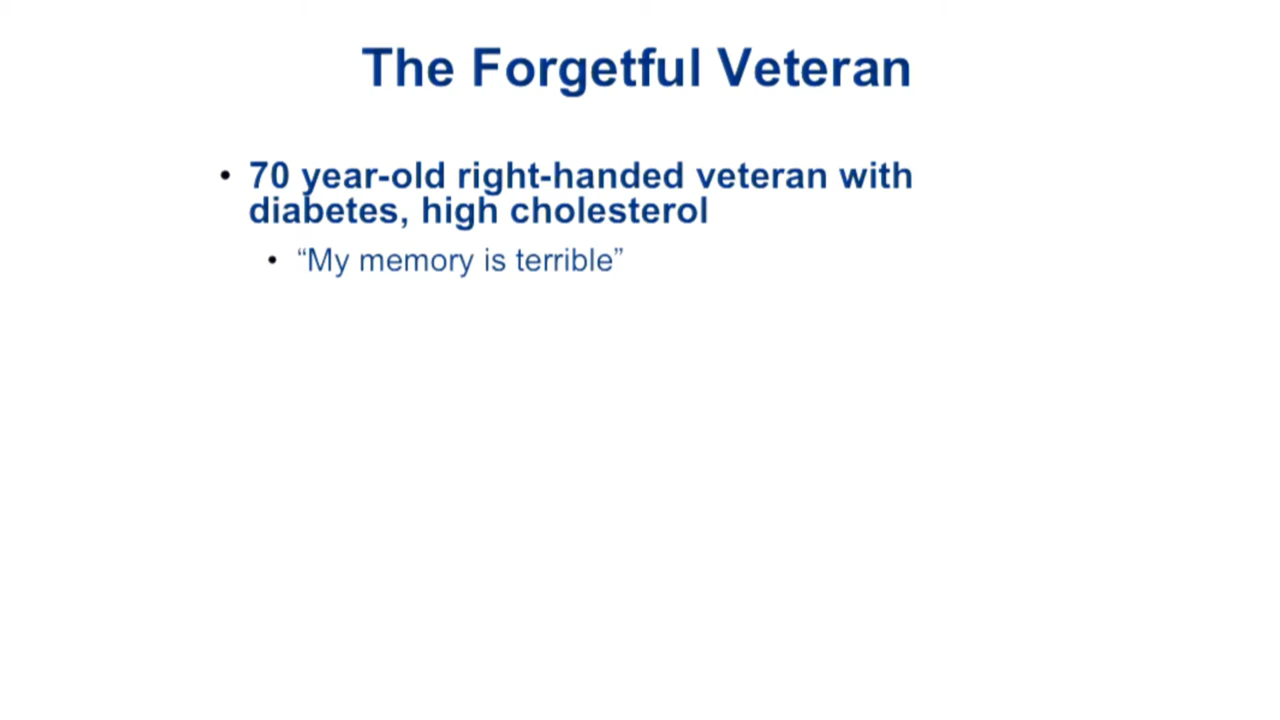 The Forgetful Veteran
• 70 year-old right-handed veteran with
diabetes, high cholesterol
• “My memory is terrible”